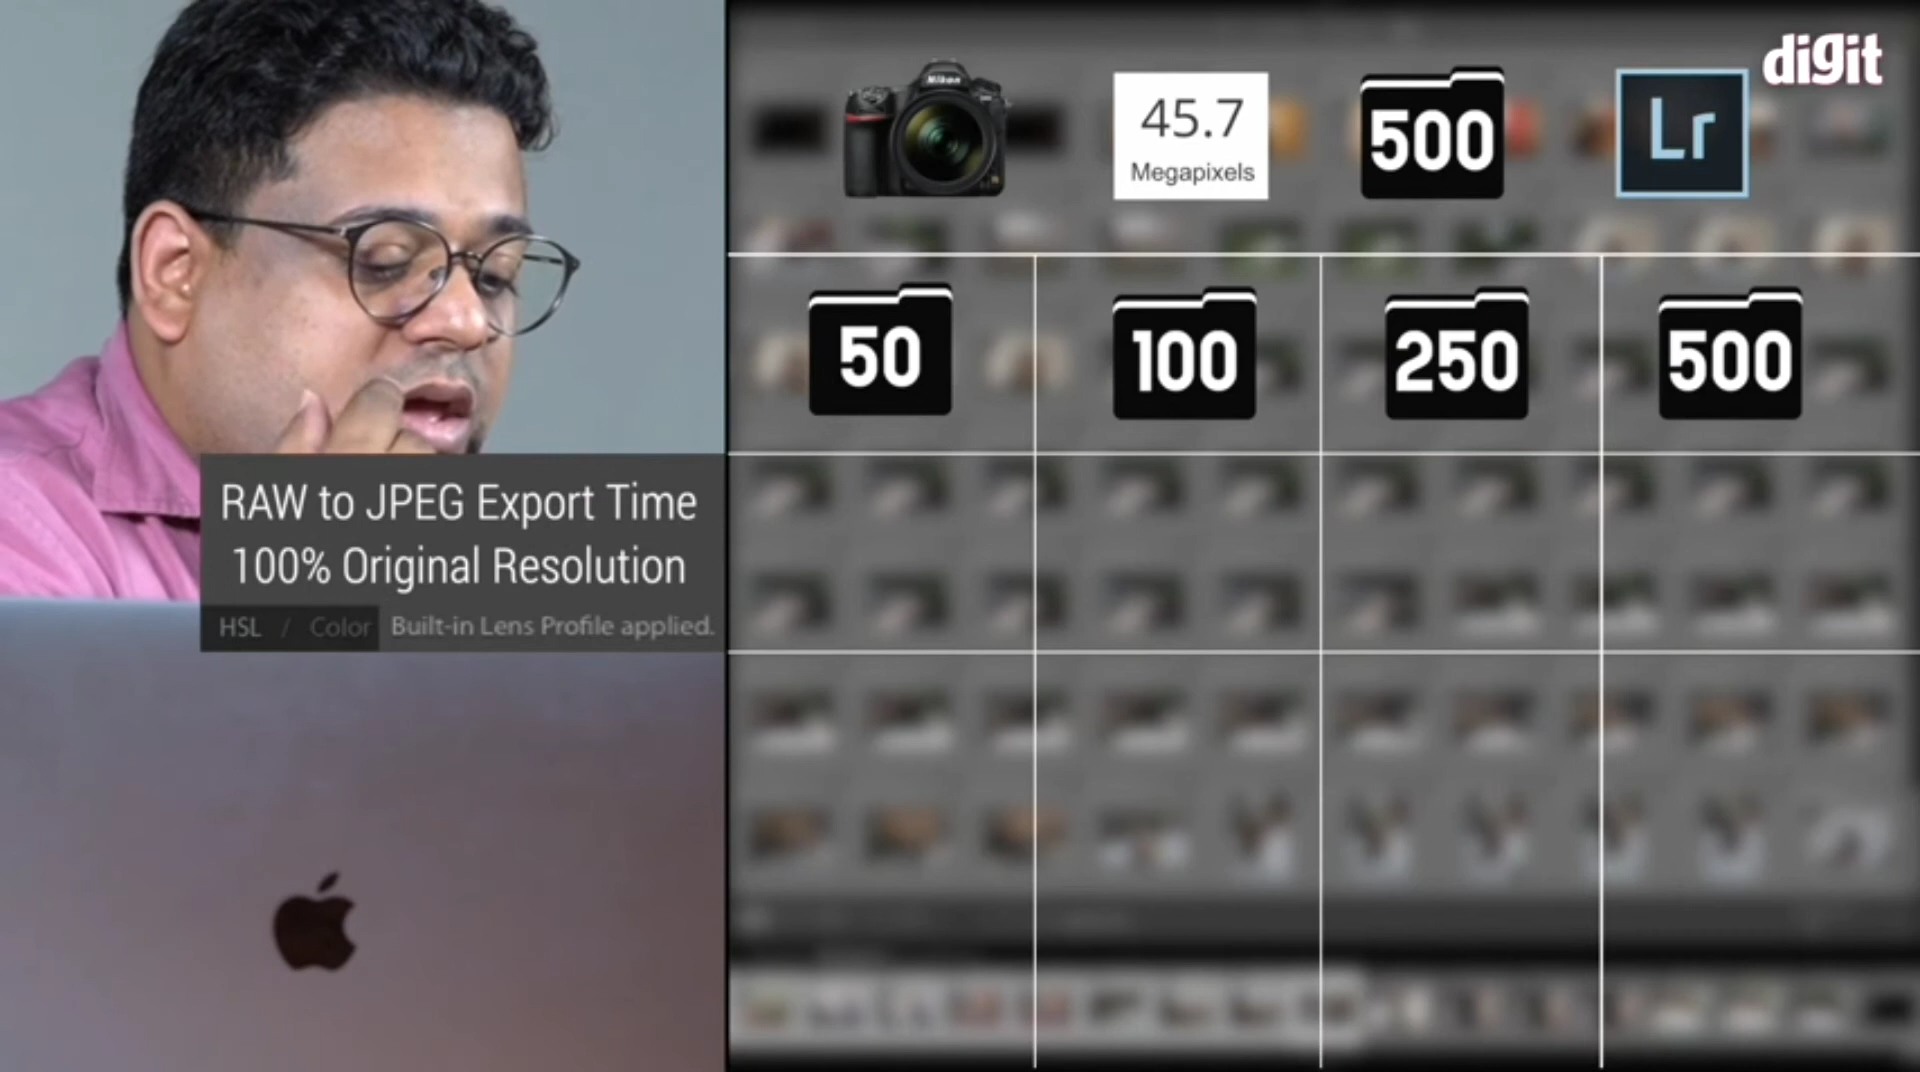 digit
Nikon
45.7
Megapixels
500
Lr
50
100
250
500
RAW to JPEG Export Time
100% Original Resolution
HSL / Color Built-in Lens Profile applied.